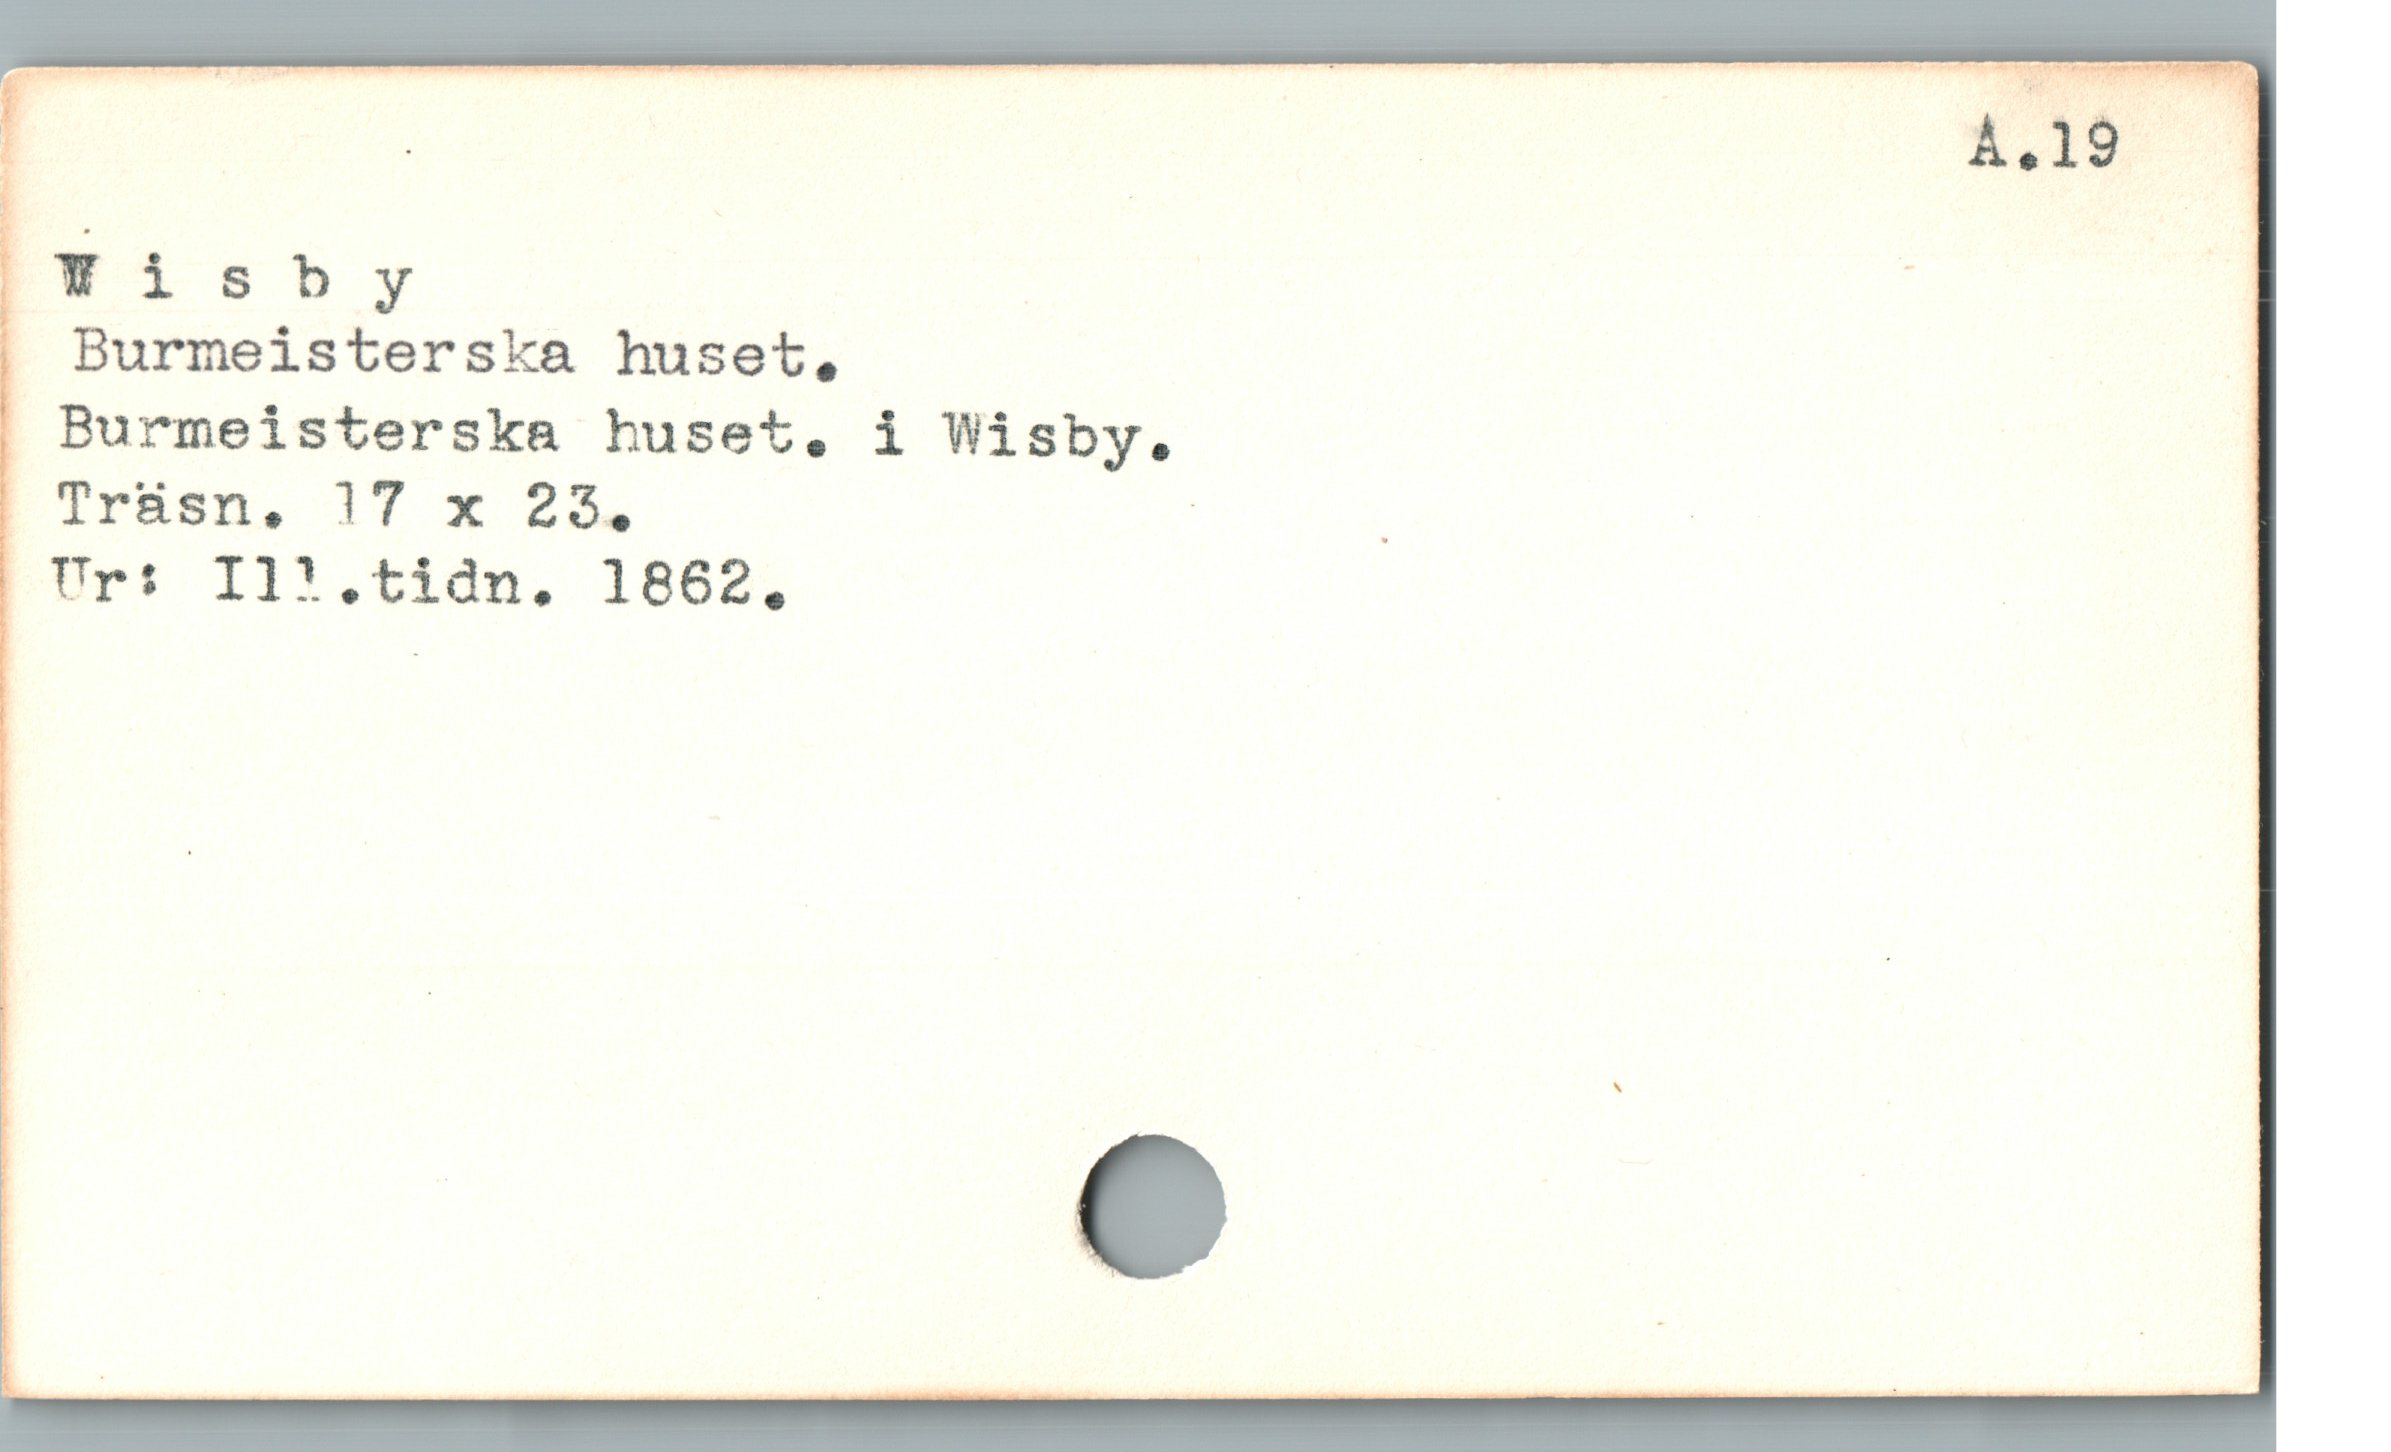 A.19
W i s b y
Burmeisterska huset.
Burmeisterska huset. i Wisby.
Träsn. 17 x 23.
Ur: Ill.tidn. 1862.